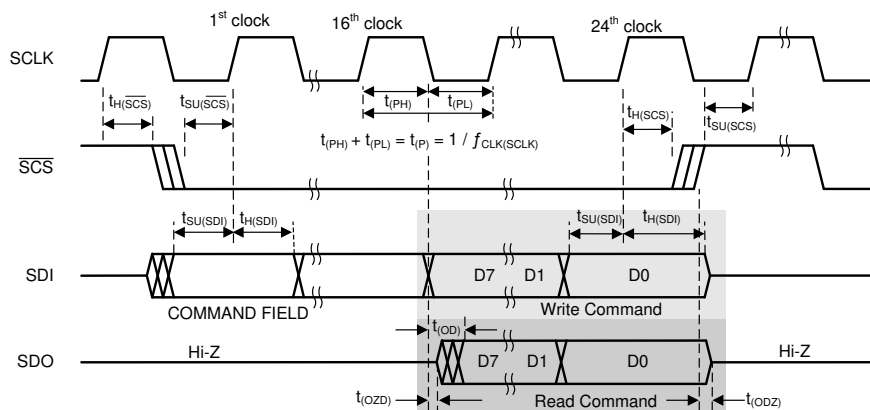 1st clock
16th clock
24th clock
SCLK
tH(SCS)
tSU(SCS)
t(PH)
t(PL)
tH(SCS)
tSU(SCS)
t(PH) + t(PL) = t(P) = 1 / fCLK(SCLK)
SCS
tSU(SDI)
tH(SDI)
tSU(SDI)
tH(SDI)
SDI
D7
D1
D0
COMMAND FIELD
Write Command
t(OD)
SDO
Hi-Z
D7
D1
D0
Hi-Z
t(OZD)
Read Command
t(ODZ)